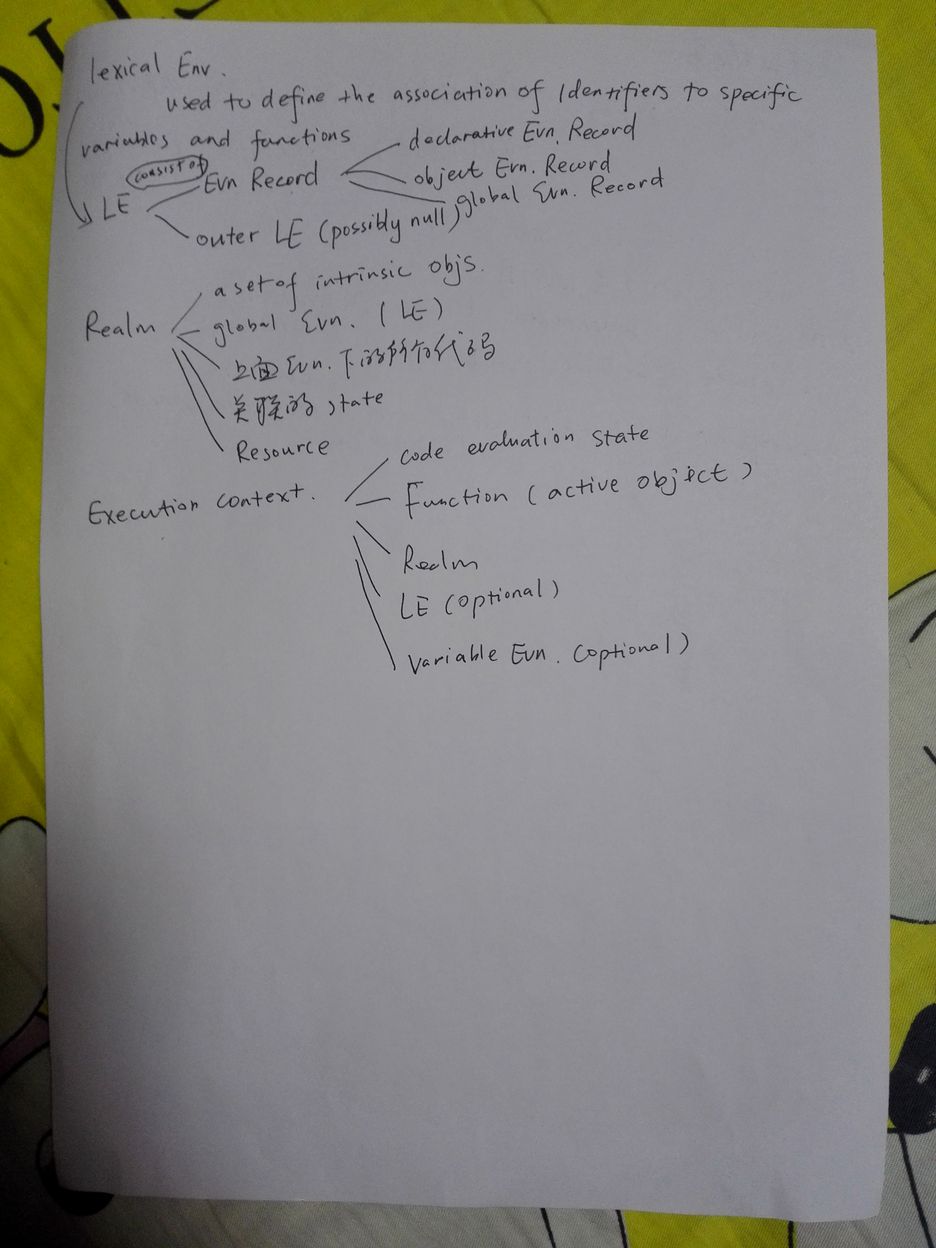 lexical Env.
used to define the association of Identifiers to specific
variables and functions
consist of
LE
Evn Record
declarative Evn. Record
object Evn. Record
global Evn. Record
outer LE (possibly null)
Realm
a set of intrinsic objs.
global Evn. (LE)
上面 Evn. 下的所有代码
关联的 state
Resource
Execution context.
code evaluation state
Function (active object)
Realm
LE (optional)
Variable Evn. (optional)